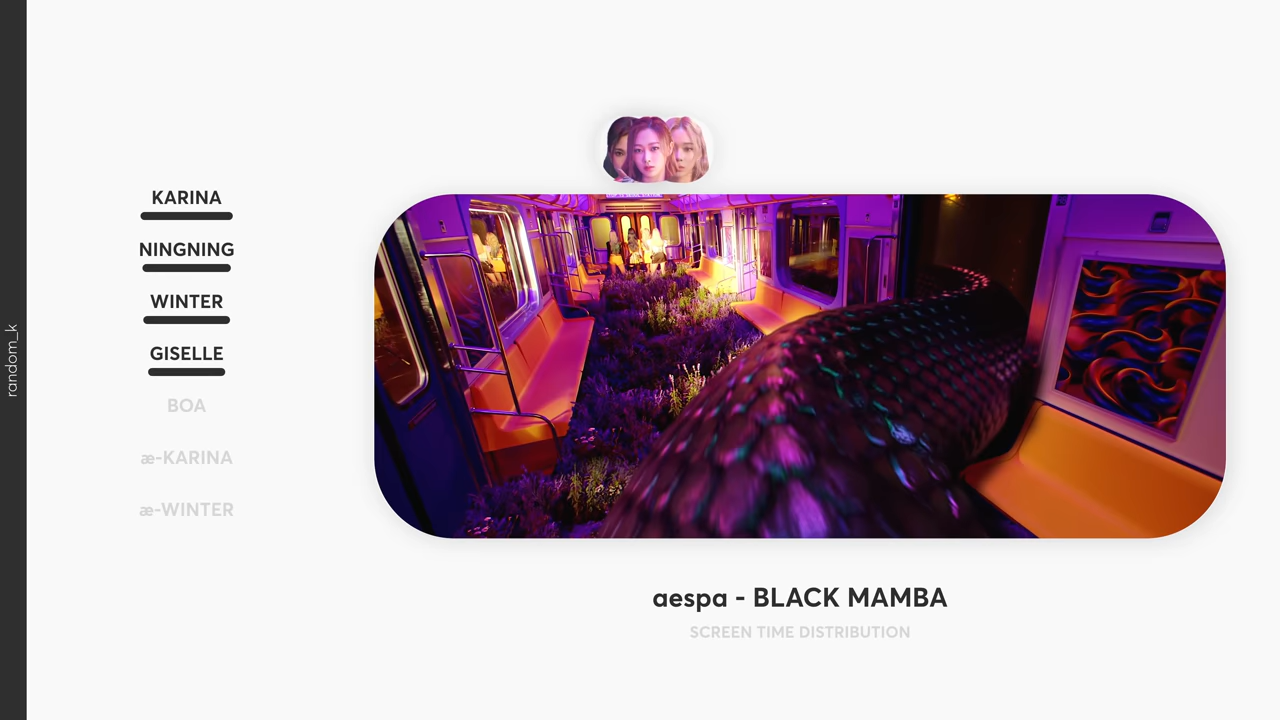 random_k
KARINA
NINGNING
WINTER
GISELLE
BOA
æ-KARINA
æ-WINTER
aespa - BLACK MAMBA
SCREEN TIME DISTRIBUTION